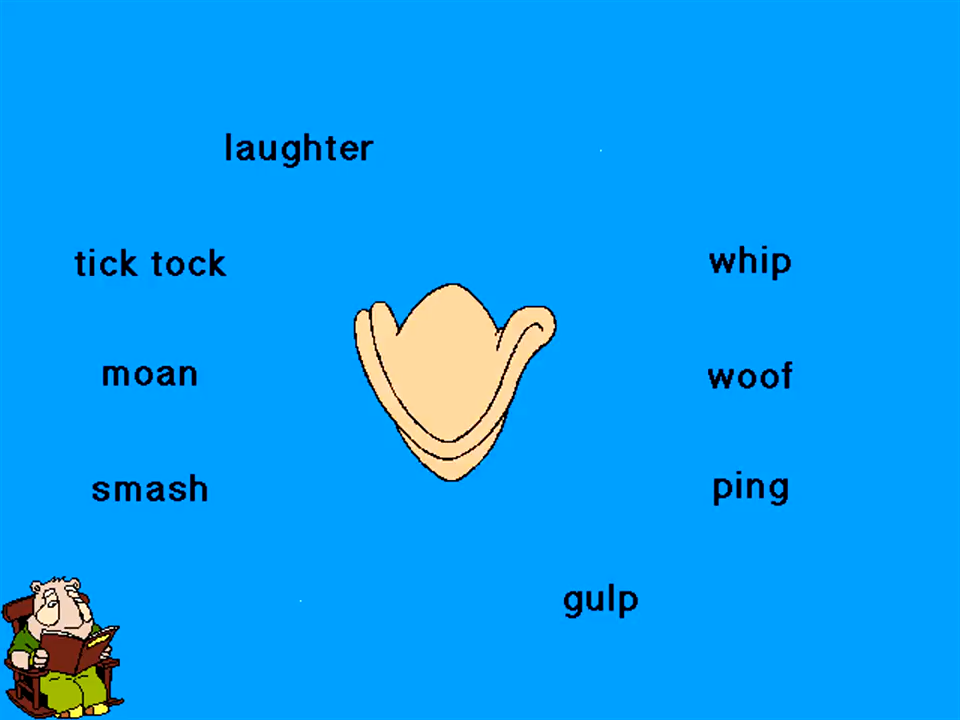 laughter
tick tock
whip
moan
woof
smash
ping
gulp